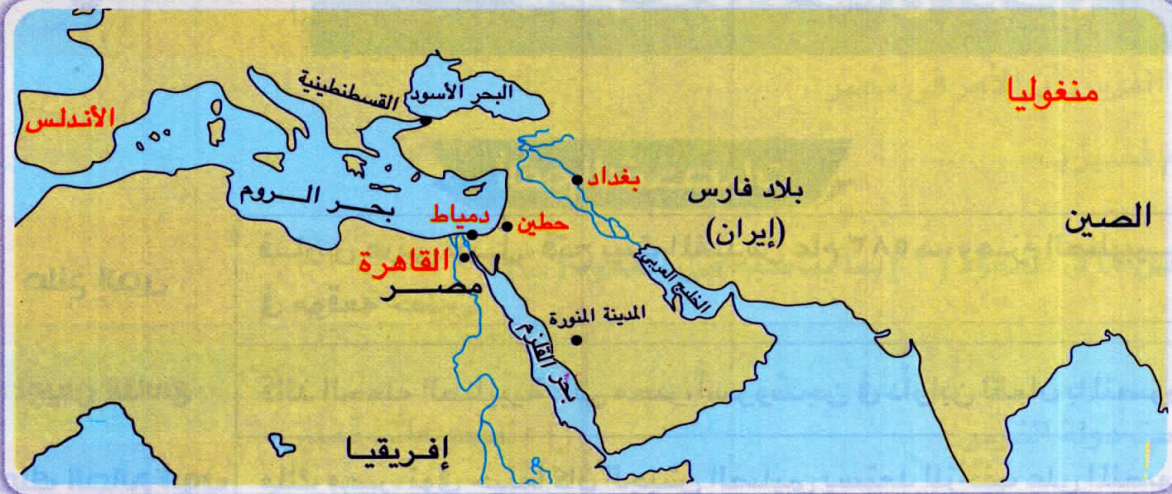 منغوليا
البحر الأسود
القسطنطينية
الأندلس
بغداد
بلاد فارس
(إيران)
الصين
بحر الروم
دمياط
حطين
القاهرة
مصر
الخليج العربي
المدينة المنورة
بحر القلزم
إفريقيا